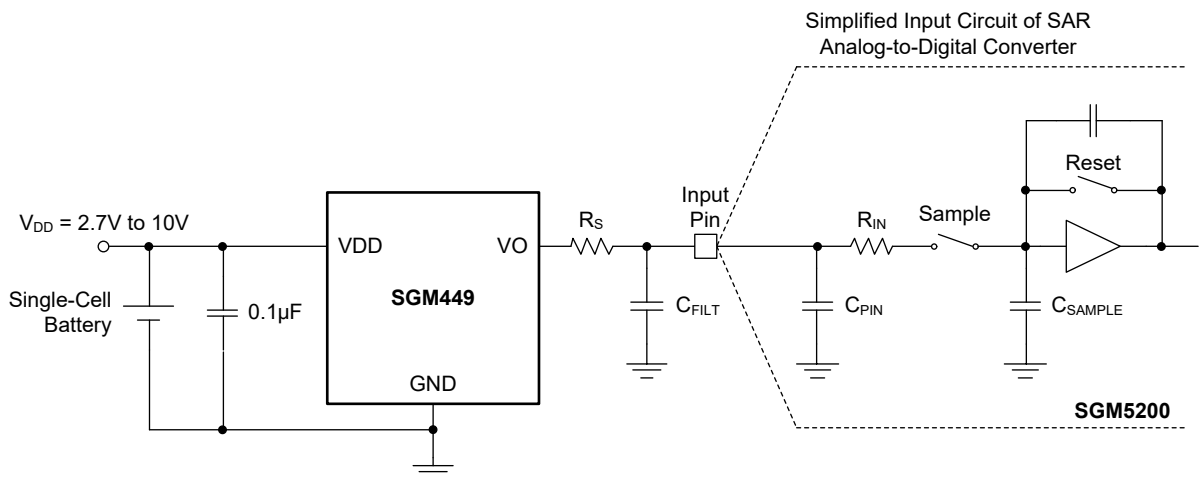 Simplified Input Circuit of SAR
Analog-to-Digital Converter
Reset
Input
Pin
V_DD = 2.7V to 10V
R_S
R_IN
Sample
VDD
VO
Single-Cell
Battery
0.1µF
SGM449
C_FILT
C_PIN
C_SAMPLE
GND
SGM5200